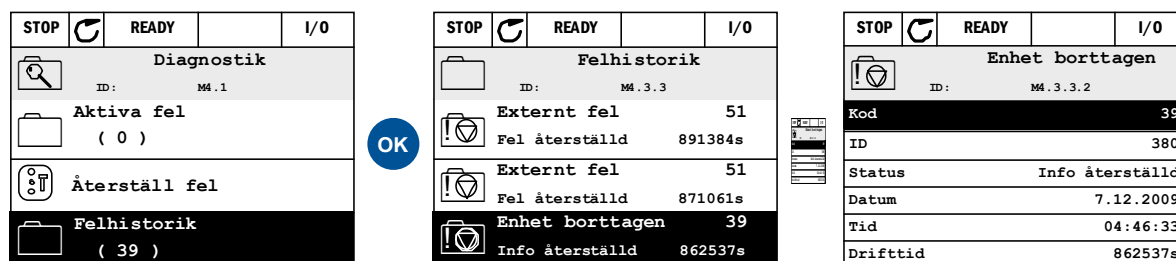 STOP READY I/O
Diagnostik
ID: M4.1
Aktiva fel
( 0 )
Återställ fel
Felhistorik
( 39 )
OK
STOP READY I/O
Felhistorik
ID: M4.3.3
Externt fel 51
Fel återställd 891384s
Externt fel 51
Fel återställd 871061s
Enhet borttagen 39
Info återställd 862537s
STOP READY I/O
Enhet borttagen
ID: M4.3.3.2
Kod 39
ID 380
Status Info återställd
Datum 7.12.2009
Tid 04:46:33
Drifttid 862537s